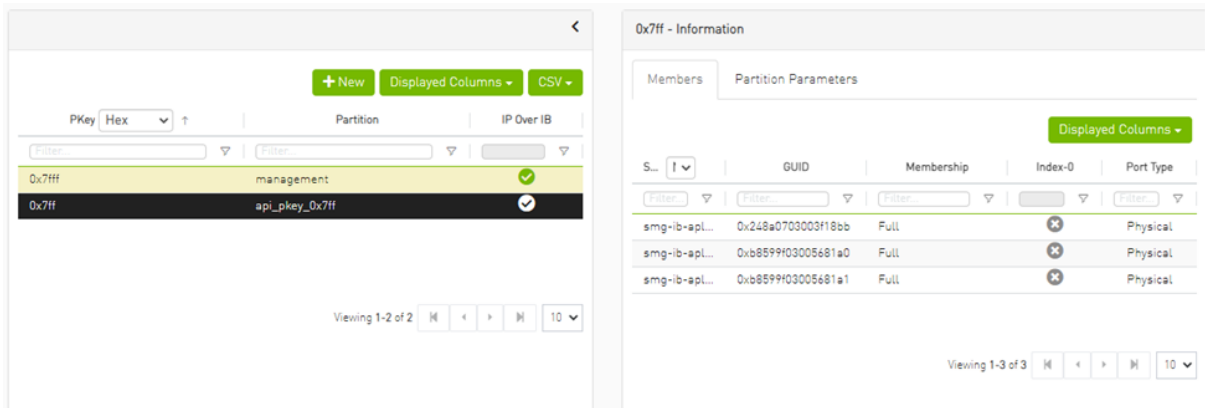 0x7ff - Information
Members Partition Parameters
+ New Displayed Columns CSV
Displayed Columns
PKey Hex ↑ Partition IP Over IB
Filter... Filter...
0x7fff management
0x7ff api_pkey_0x7ff
Viewing 1-2 of 2 10
S... GUID Membership Index-0 Port Type
Filter... Filter... Filter... Filter...
smg-ib-apl... 0x248a0703003f18bb Full Physical
smg-ib-apl... 0xb8599f03005681a0 Full Physical
smg-ib-apl... 0xb8599f03005681a1 Full Physical
Viewing 1-3 of 3 10